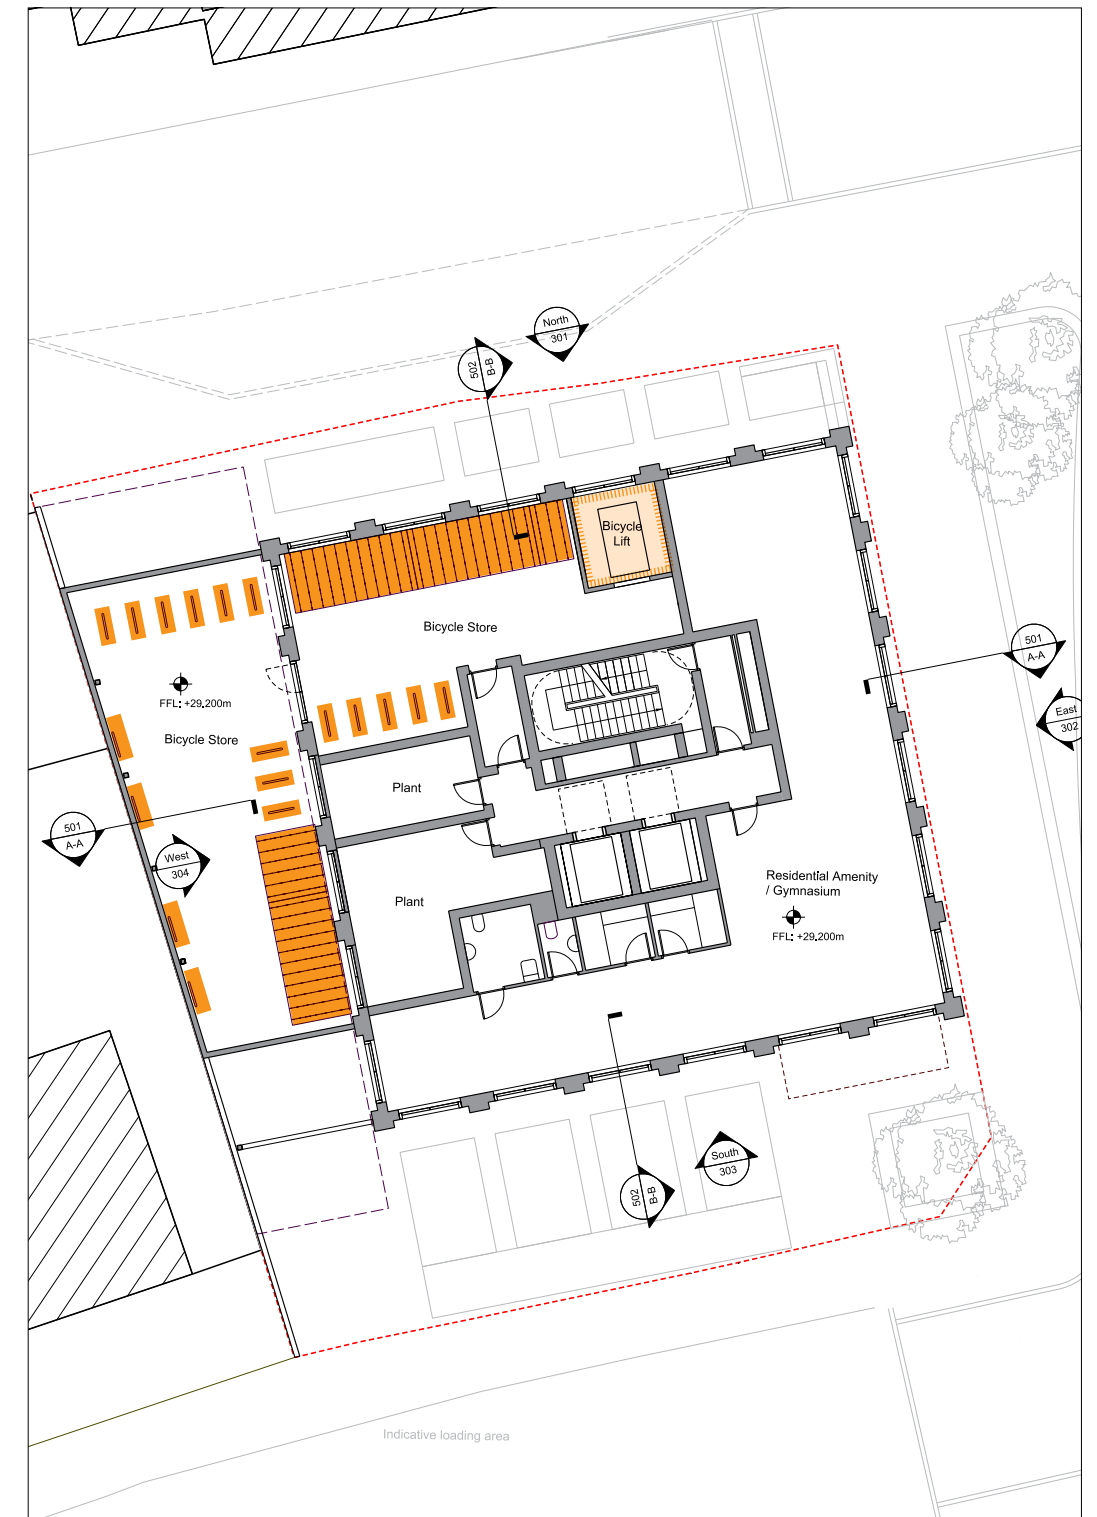 North
301
502
B-B
Bicycle
Lift
Bicycle Store
501
A-A
East
302
FFL: +29,200m
Bicycle Store
Plant
501
A-A
West
304
Residential Amenity
/ Gymnasium
Plant
FFL: +29,200m
South
303
502
B-B
Indicative loading area